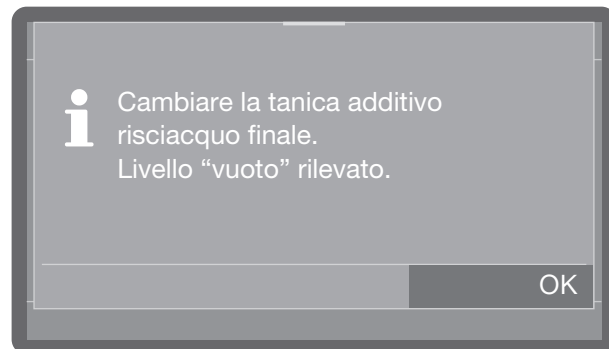 Cambiare la tanica additivo
risciacquo finale.
Livello “vuoto” rilevato.
OK